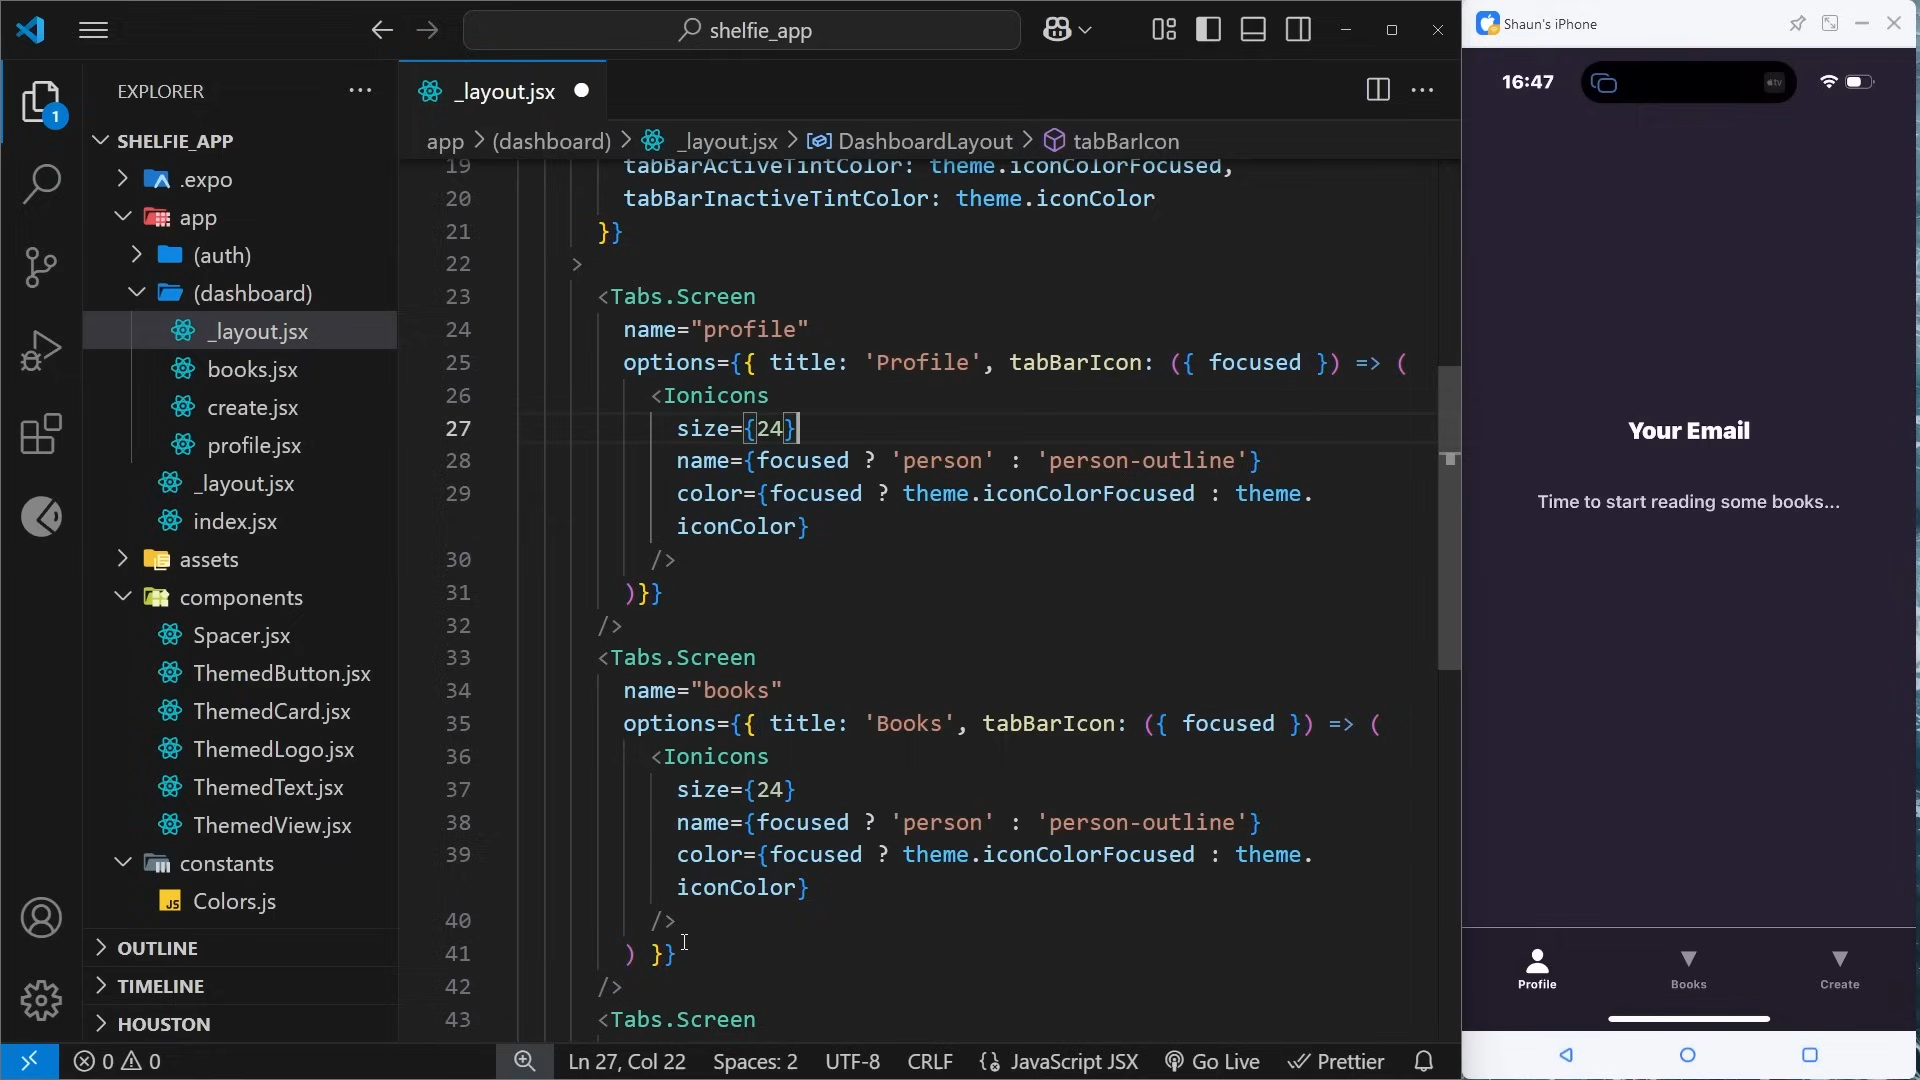 shelfie_app
Shaun's iPhone
EXPLORER
_layout.jsx
16:47
tv
1
SHELFIE_APP
app > (dashboard) > _layout.jsx > DashboardLayout > tabBarIcon
.expo
app
(auth)
(dashboard)
_layout.jsx
books.jsx
create.jsx
profile.jsx
_layout.jsx
index.jsx
assets
components
Spacer.jsx
ThemedButton.jsx
ThemedCard.jsx
ThemedLogo.jsx
ThemedText.jsx
ThemedView.jsx
constants
JS Colors.js
OUTLINE
TIMELINE
HOUSTON
19 tabBarActiveTintColor: theme.iconColorFocused,
20 tabBarInactiveTintColor: theme.iconColor
21 }}
22 >
23 <Tabs.Screen
24 name="profile"
25 options={{ title: 'Profile', tabBarIcon: ({ focused }) => (
26 <Ionicons
27 size={24}
28 name={focused ? 'person' : 'person-outline'}
29 color={focused ? theme.iconColorFocused : theme.
iconColor}
30 />
31 )}}
32 />
33 <Tabs.Screen
34 name="books"
35 options={{ title: 'Books', tabBarIcon: ({ focused }) => (
36 <Ionicons
37 size={24}
38 name={focused ? 'person' : 'person-outline'}
39 color={focused ? theme.iconColorFocused : theme.
iconColor}
40 />
41 ) }}
42 />
43 <Tabs.Screen
Your Email
Time to start reading some books...
Profile
Books
Create
0 0
Ln 27, Col 22
Spaces: 2
UTF-8
CRLF
JavaScript JSX
Go Live
Prettier